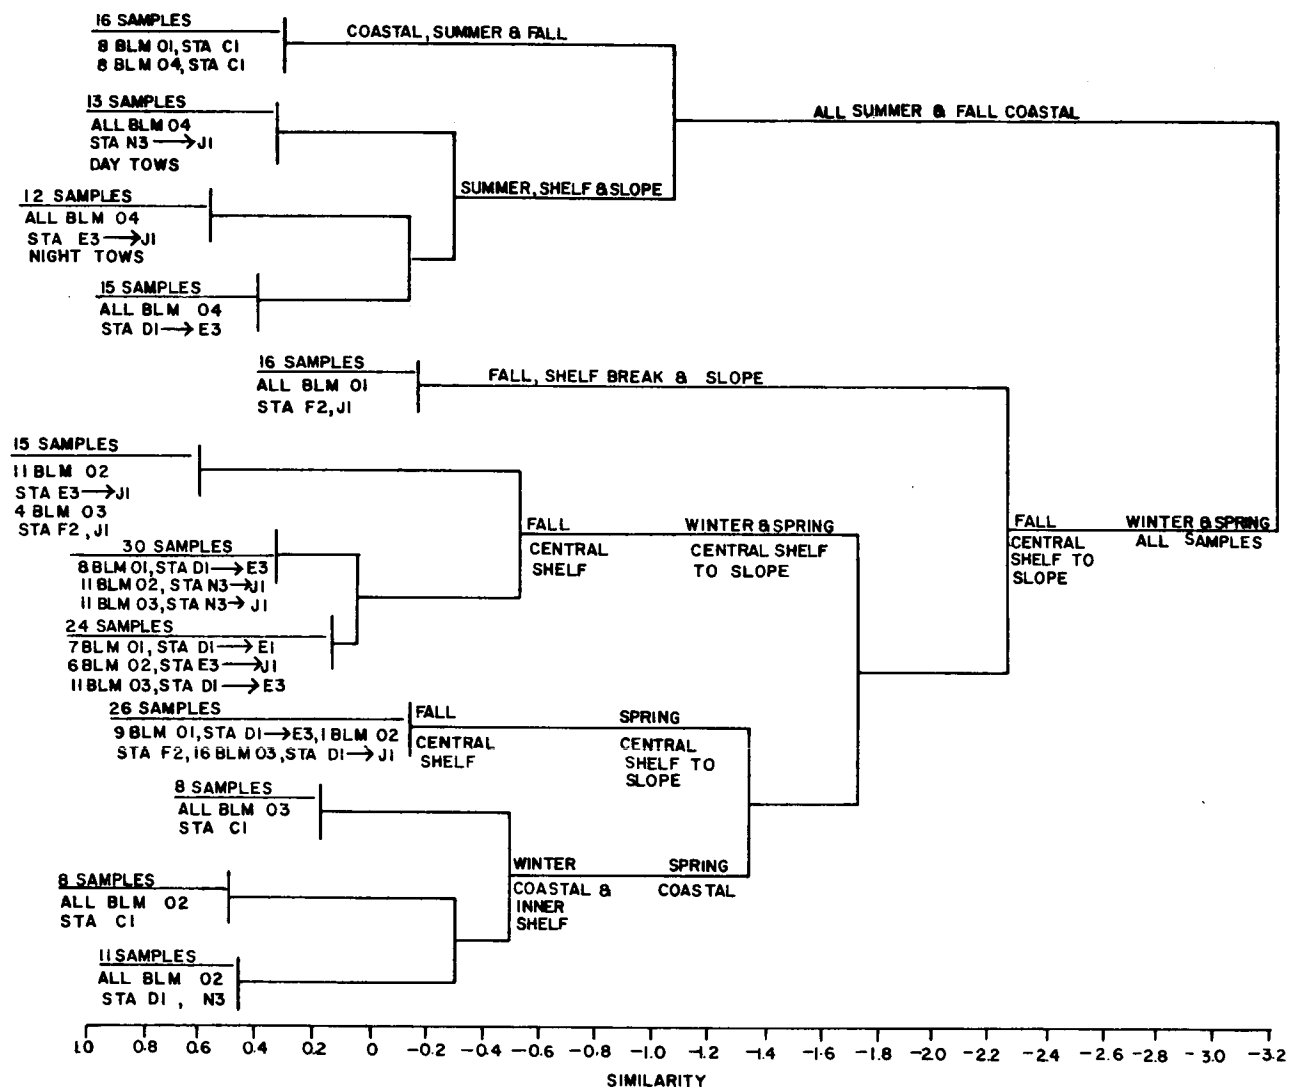 16 SAMPLES
8 BLM 01, STA C1
8 BLM 04, STA C1
COASTAL, SUMMER & FALL
13 SAMPLES
ALL BLM 04
STA N3 → J1
DAY TOWS
ALL SUMMER & FALL COASTAL
12 SAMPLES
ALL BLM 04
STA E3 → J1
NIGHT TOWS
SUMMER, SHELF & SLOPE
15 SAMPLES
ALL BLM 04
STA D1 → E3
16 SAMPLES
ALL BLM 01
STA F2, J1
FALL, SHELF BREAK & SLOPE
15 SAMPLES
11 BLM 02
STA E3 → J1
4 BLM 03
STA F2, J1
FALL
CENTRAL
SHELF
WINTER & SPRING
CENTRAL SHELF
TO SLOPE
FALL
CENTRAL
SHELF TO
SLOPE
WINTER & SPRING
ALL SAMPLES
30 SAMPLES
8 BLM 01, STA D1 → E3
11 BLM 02, STA N3 → J1
11 BLM 03, STA N3 → J1
24 SAMPLES
7 BLM 01, STA D1 → E1
6 BLM 02, STA E3 → J1
11 BLM 03, STA D1 → E3
26 SAMPLES
9 BLM 01, STA D1 → E3, 1 BLM 02
STA F2, 16 BLM 03, STA D1 → J1
FALL
CENTRAL
SHELF
SPRING
CENTRAL
SHELF TO
SLOPE
8 SAMPLES
ALL BLM 03
STA C1
WINTER
COASTAL &
INNER
SHELF
SPRING
COASTAL
8 SAMPLES
ALL BLM 02
STA C1
11 SAMPLES
ALL BLM 02
STA D1, N3
1.0 0.8 0.6 0.4 0.2 0 -0.2 -0.4 -0.6 -0.8 -1.0 -1.2 -1.4 -1.6 -1.8 -2.0 -2.2 -2.4 -2.6 -2.8 -3.0 -3.2
SIMILARITY